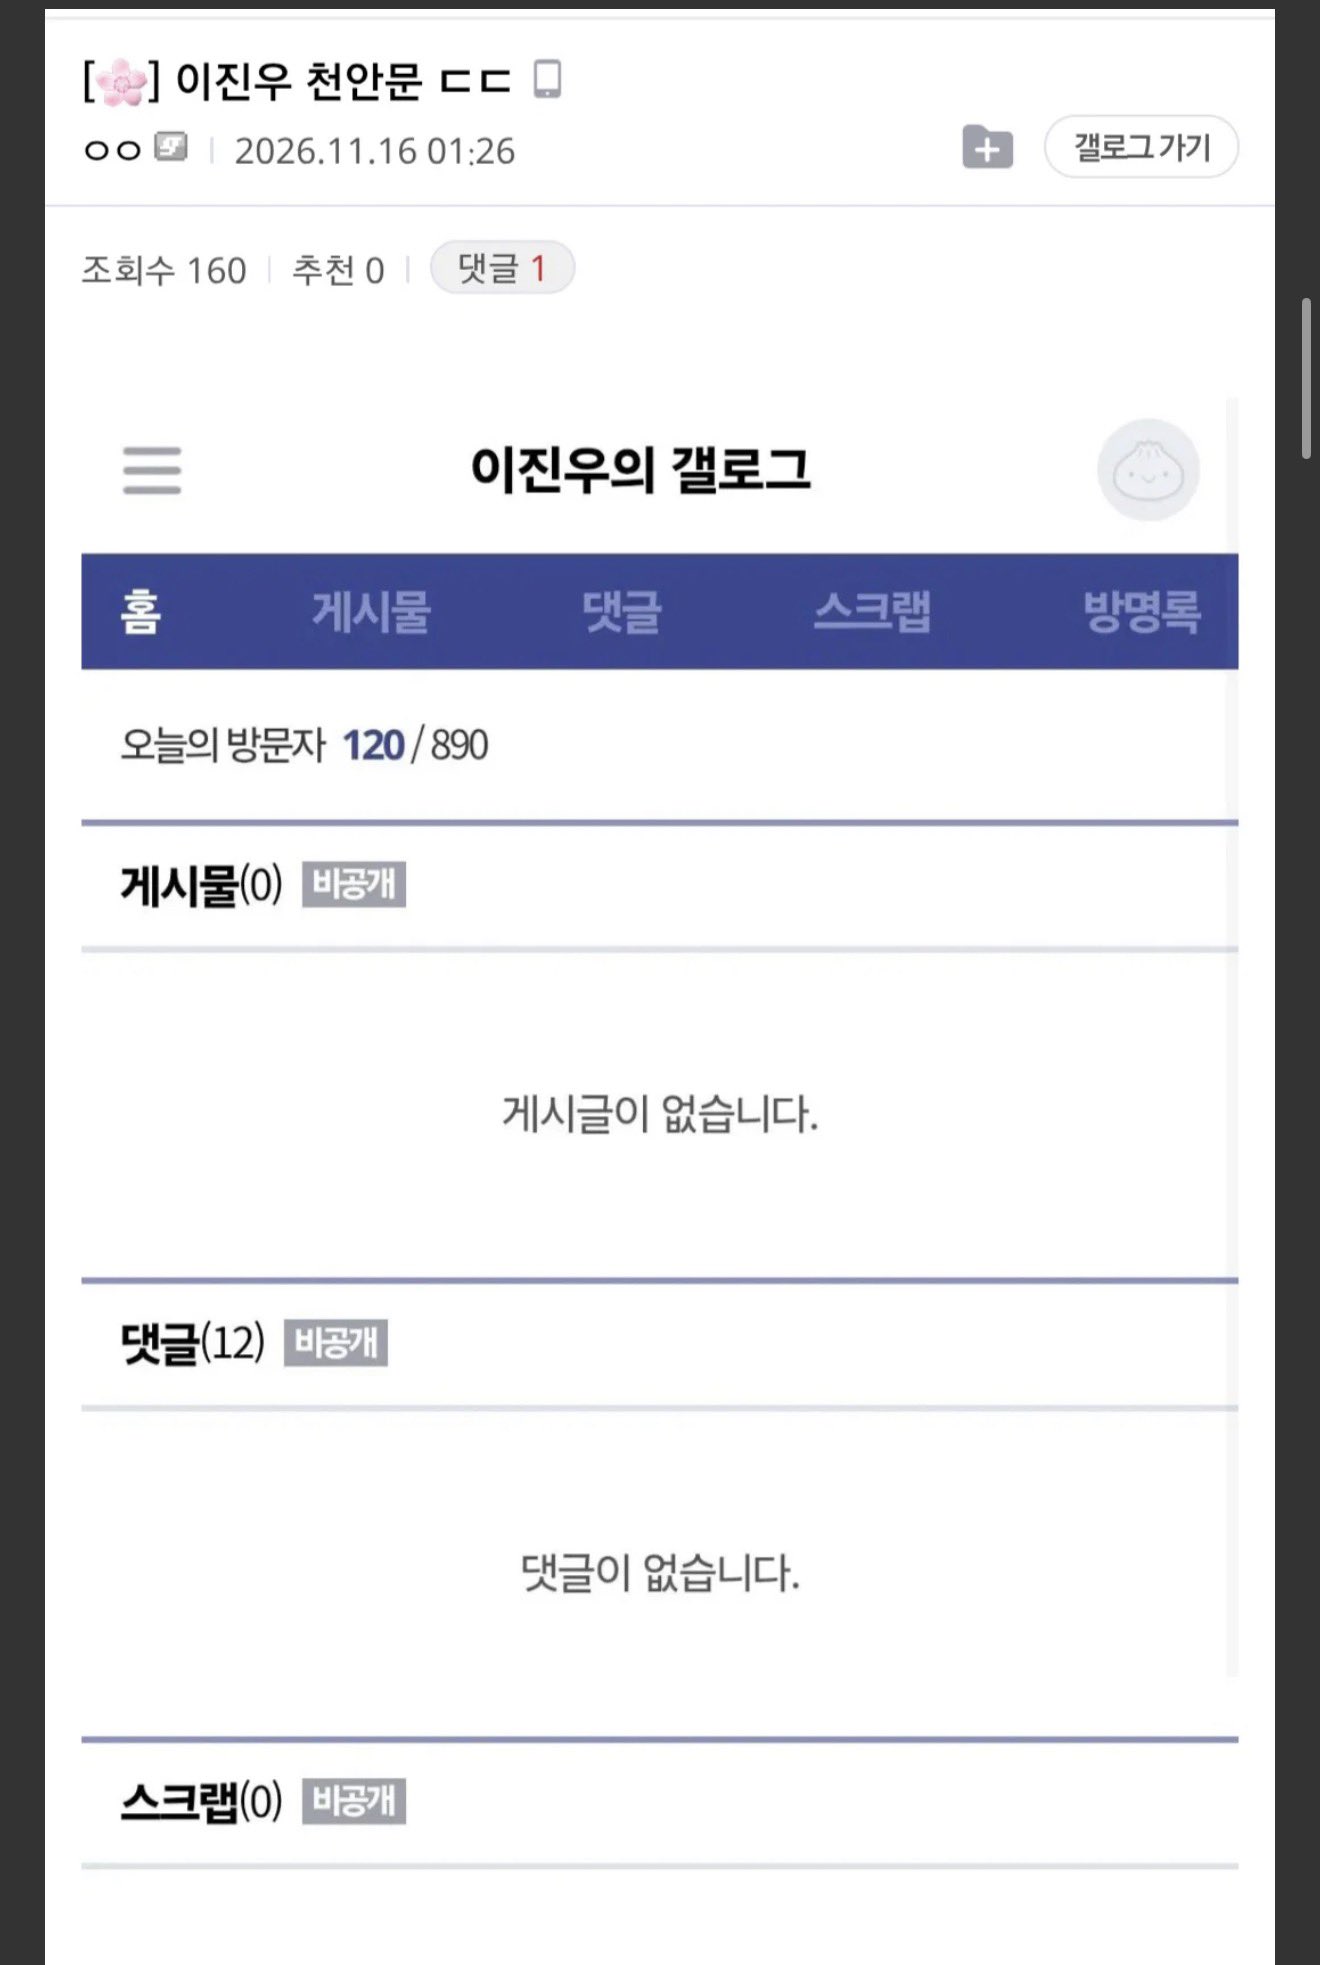 [🌸] 이진우 천안문 ㄷㄷ
ㅇㅇ 2026.11.16 01:26
갤로그 가기
조회수 160 추천 0 댓글 1
이진우의 갤로그
홈 게시물 댓글 스크랩 방명록
오늘의 방문자 120 / 890
게시물(0) 비공개
게시글이 없습니다.
댓글(12) 비공개
댓글이 없습니다.
스크랩(0) 비공개